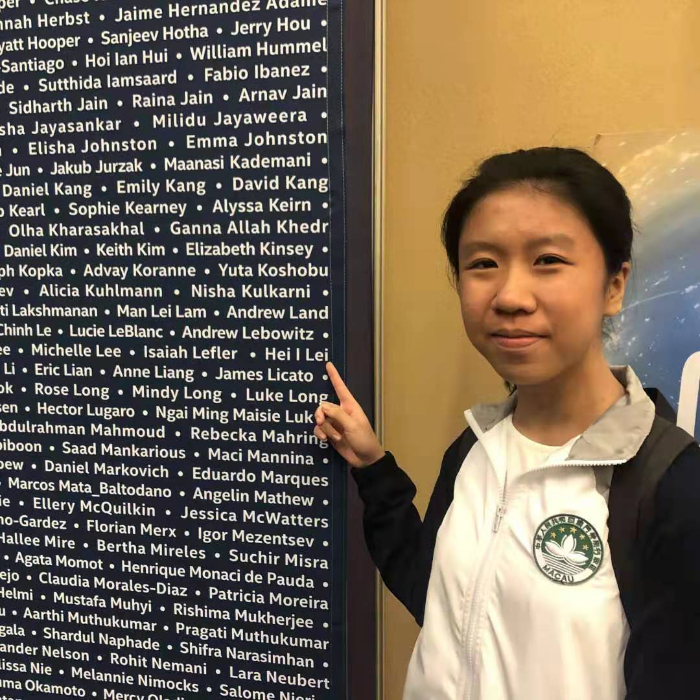 Hannah Herbst • Jaime Hernandez Adame
Hooper • Sanjeev Hotha • Jerry Hou •
-Santiago • Hoi Ian Hui • William Hummel
• Sutthida Iamsaard • Fabio Ibanez •
Sidharth Jain • Raina Jain • Arnav Jain
Jayasankar • Milidu Jayaweera •
• Elisha Johnston • Emma Johnston
Jun • Jakub Jurzak • Maanasi Kademani •
Daniel Kang • Emily Kang • David Kang
Kearl • Sophie Kearney • Alyssa Keirn •
Olha Kharasakhal • Ganna Allah Khedr
Daniel Kim • Keith Kim • Elizabeth Kinsey •
Kopka • Advay Koranne • Yuta Koshobu
• Alicia Kuhlmann • Nisha Kulkarni •
Lakshmanan • Man Lei Lam • Andrew Land
Chinh Le • Lucie LeBlanc • Andrew Lebowitz •
• Michelle Lee • Isaiah Lefler • Hei I Lei
Li • Eric Lian • Anne Liang • James Licato •
• Rose Long • Mindy Long • Luke Long
• Hector Lugaro • Ngai Ming Maisie Luk
Abdulrahman Mahmoud • Rebecka Mahring
• Saad Mankarious • Maci Mannina •
• Daniel Markovich • Eduardo Marques
• Marcos Mata_Baltodano • Angelin Mathew •
• Ellery McQuilkin • Jessica McWatters
-Gardez • Florian Merx • Igor Mezentsev •
Hallee Mire • Bertha Mireles • Suchir Misra
• Agata Momot • Henrique Monaci de Pauda •
• Claudia Morales-Diaz • Patricia Moreira
Helmi • Mustafa Muhyi • Rishima Mukherjee •
• Aarthi Muthukumar • Pragati Muthukumar
• Shardul Naphade • Shifra Narasimhan •
Nelson • Rohit Nemani • Lara Neubert
Nie • Melannie Nimocks • Salome
Okamoto • Mercy
MACAU